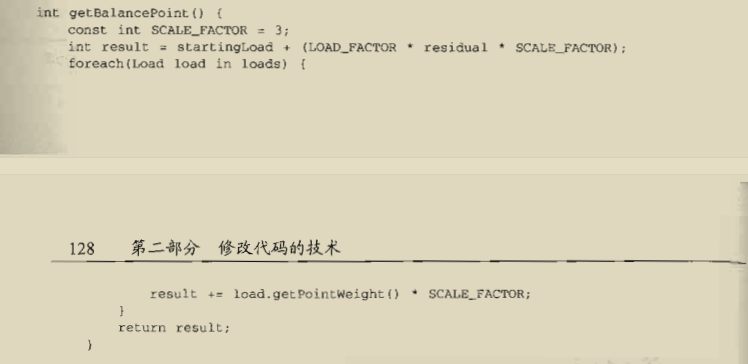 int getBalancePoint() {
    const int SCALE_FACTOR = 3;
    int result = startingLoad + (LOAD_FACTOR * residual * SCALE_FACTOR);
    foreach(Load load in loads) {
128 第二部分 修改代码的技术
        result += load.getPointWeight() * SCALE_FACTOR;
    }
    return result;
}